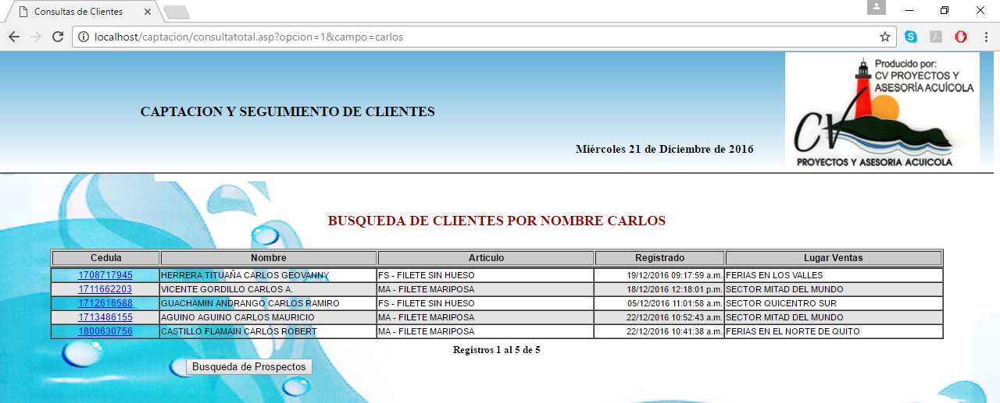 Consultas de Clientes
localhost/captacion/consultatotal.asp?opcion=1&campo=carlos
Producido por:
CV PROYECTOS Y
ASESORÍA ACUÍCOLA
CAPTACION Y SEGUIMIENTO DE CLIENTES
CV
Miércoles 21 de Diciembre de 2016
PROYECTOS Y ASESORIA ACUICOLA
BUSQUEDA DE CLIENTES POR NOMBRE CARLOS
Cedula Nombre Articulo Registrado Lugar Ventas
1708717945 HERRERA TITUAÑA CARLOS GEOVANNY FS - FILETE SIN HUESO 19/12/2016 09:17:59 a.m. FERIAS EN LOS VALLES
1711662203 VICENTE GORDILLO CARLOS A. MA - FILETE MARIPOSA 18/12/2016 12:18:01 p.m. SECTOR MITAD DEL MUNDO
1712616588 GUACHAMIN ANDRANGO CARLOS RAMIRO FS - FILETE SIN HUESO 05/12/2016 11:01:58 a.m. SECTOR QUICENTRO SUR
1713486155 AGUINO AGUINO CARLOS MAURICIO MA - FILETE MARIPOSA 22/12/2016 10:52:43 a.m. SECTOR MITAD DEL MUNDO
1800630756 CASTILLO FLAMAIN CARLOS ROBERT MA - FILETE MARIPOSA 22/12/2016 10:41:38 a.m. FERIAS EN EL NORTE DE QUITO
Registros 1 al 5 de 5
Busqueda de Prospectos